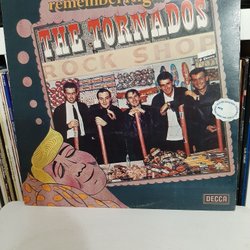 remembering
THE TORNADOS
ROCK SHOP
DECCA